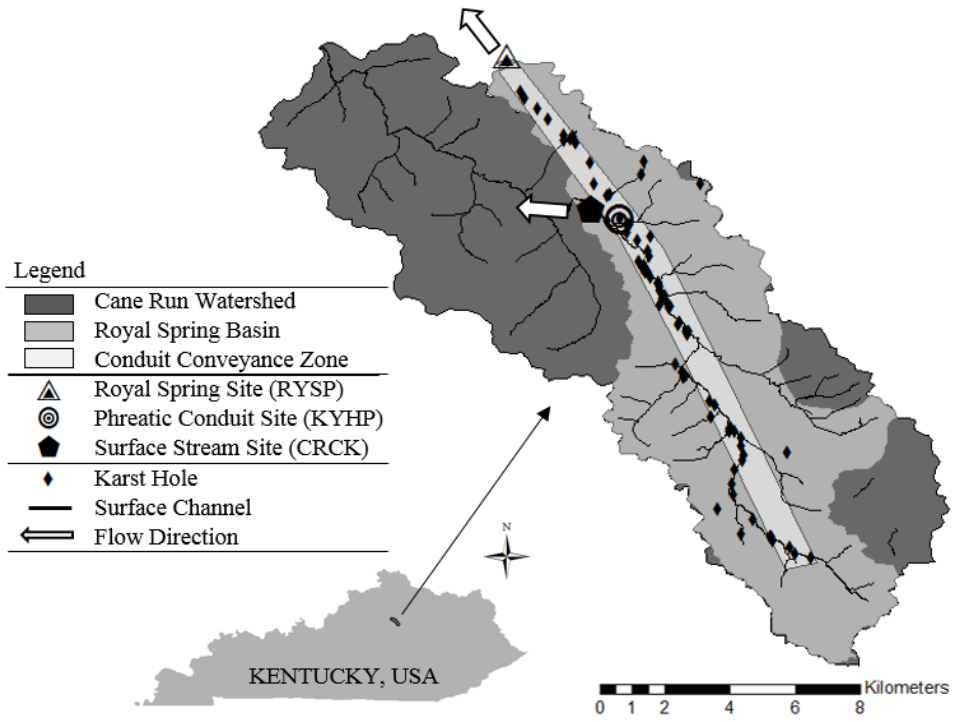 Legend
Cane Run Watershed
Royal Spring Basin
Conduit Conveyance Zone
Royal Spring Site (RYSP)
Phreatic Conduit Site (KYHP)
Surface Stream Site (CRCK)
Karst Hole
Surface Channel
Flow Direction
N
KENTUCKY, USA
Kilometers
0 1 2 4 6 8